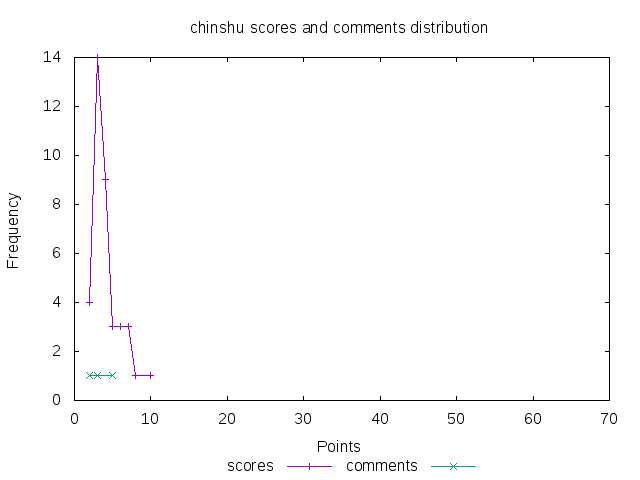 chinshu scores and comments distribution
14
12
10
8
6
4
2
0
Frequency
0 10 20 30 40 50 60 70
Points
scores comments